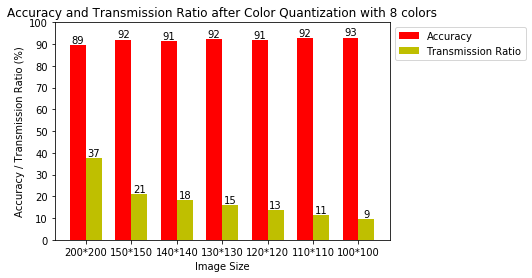 Accuracy and Transmission Ratio after Color Quantization with 8 colors
Accuracy / Transmission Ratio (%)
100
90
80
70
60
50
40
30
20
10
0
89 92 91 92 91 92 93
37 21 18 15 13 11 9
200*200 150*150 140*140 130*130 120*120 110*110 100*100
Image Size
Accuracy
Transmission Ratio